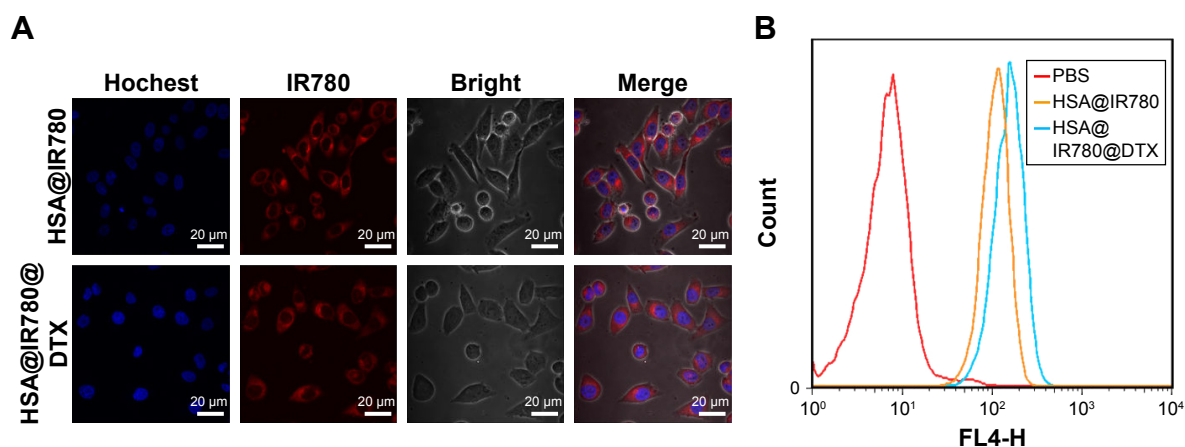 A
Hochest
IR780
Bright
Merge
HSA@IR780
20 µm
20 µm
20 µm
20 µm
HSA@IR780@
DTX
20 µm
20 µm
20 µm
20 µm
B
PBS
HSA@IR780
HSA@
IR780@DTX
Count
0
10⁰
10¹
10²
10³
10⁴
FL4-H